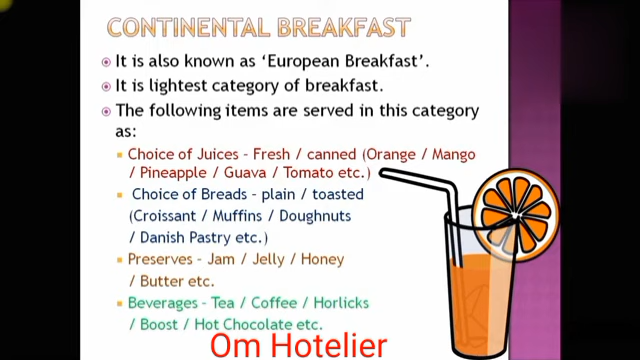 CONTINENTAL BREAKFAST
It is also known as ‘European Breakfast’.
It is lightest category of breakfast.
The following items are served in this category
as:
Choice of Juices – Fresh / canned (Orange / Mango
/ Pineapple / Guava / Tomato etc.)
Choice of Breads – plain / toasted
(Croissant / Muffins / Doughnuts
/ Danish Pastry etc.)
Preserves – Jam / Jelly / Honey
/ Butter etc.
Beverages – Tea / Coffee / Horlicks
/ Boost / Hot Chocolate etc.
Om Hotelier